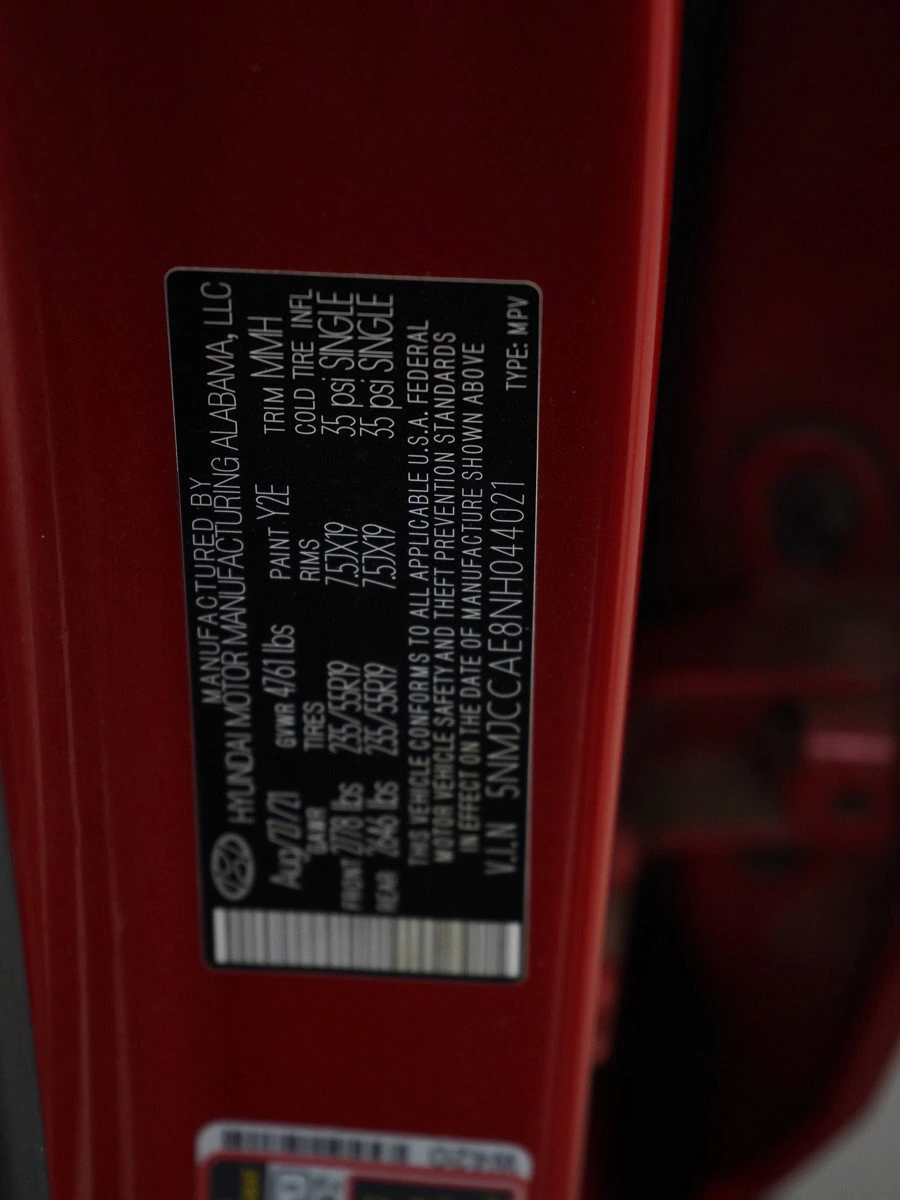 MANUFACTURED BY
HYUNDAI MOTOR MANUFACTURING ALABAMA, LLC
Aug/27/21 GVWR 4761 lbs PAINT Y2E TRIM MMH
GAWR TIRES RIMS COLD TIRE INFL
FRONT 2778 lbs 235/55R19 7.5JX19 35 psi SINGLE
REAR 2646 lbs 235/55R19 7.5JX19 35 psi SINGLE
THIS VEHICLE CONFORMS TO ALL APPLICABLE U.S.A. FEDERAL
MOTOR VEHICLE SAFETY AND THEFT PREVENTION STANDARDS
IN EFFECT ON THE DATE OF MANUFACTURE SHOWN ABOVE
V.I.N 5NMJCCAE8NH044021 TYPE: MPV